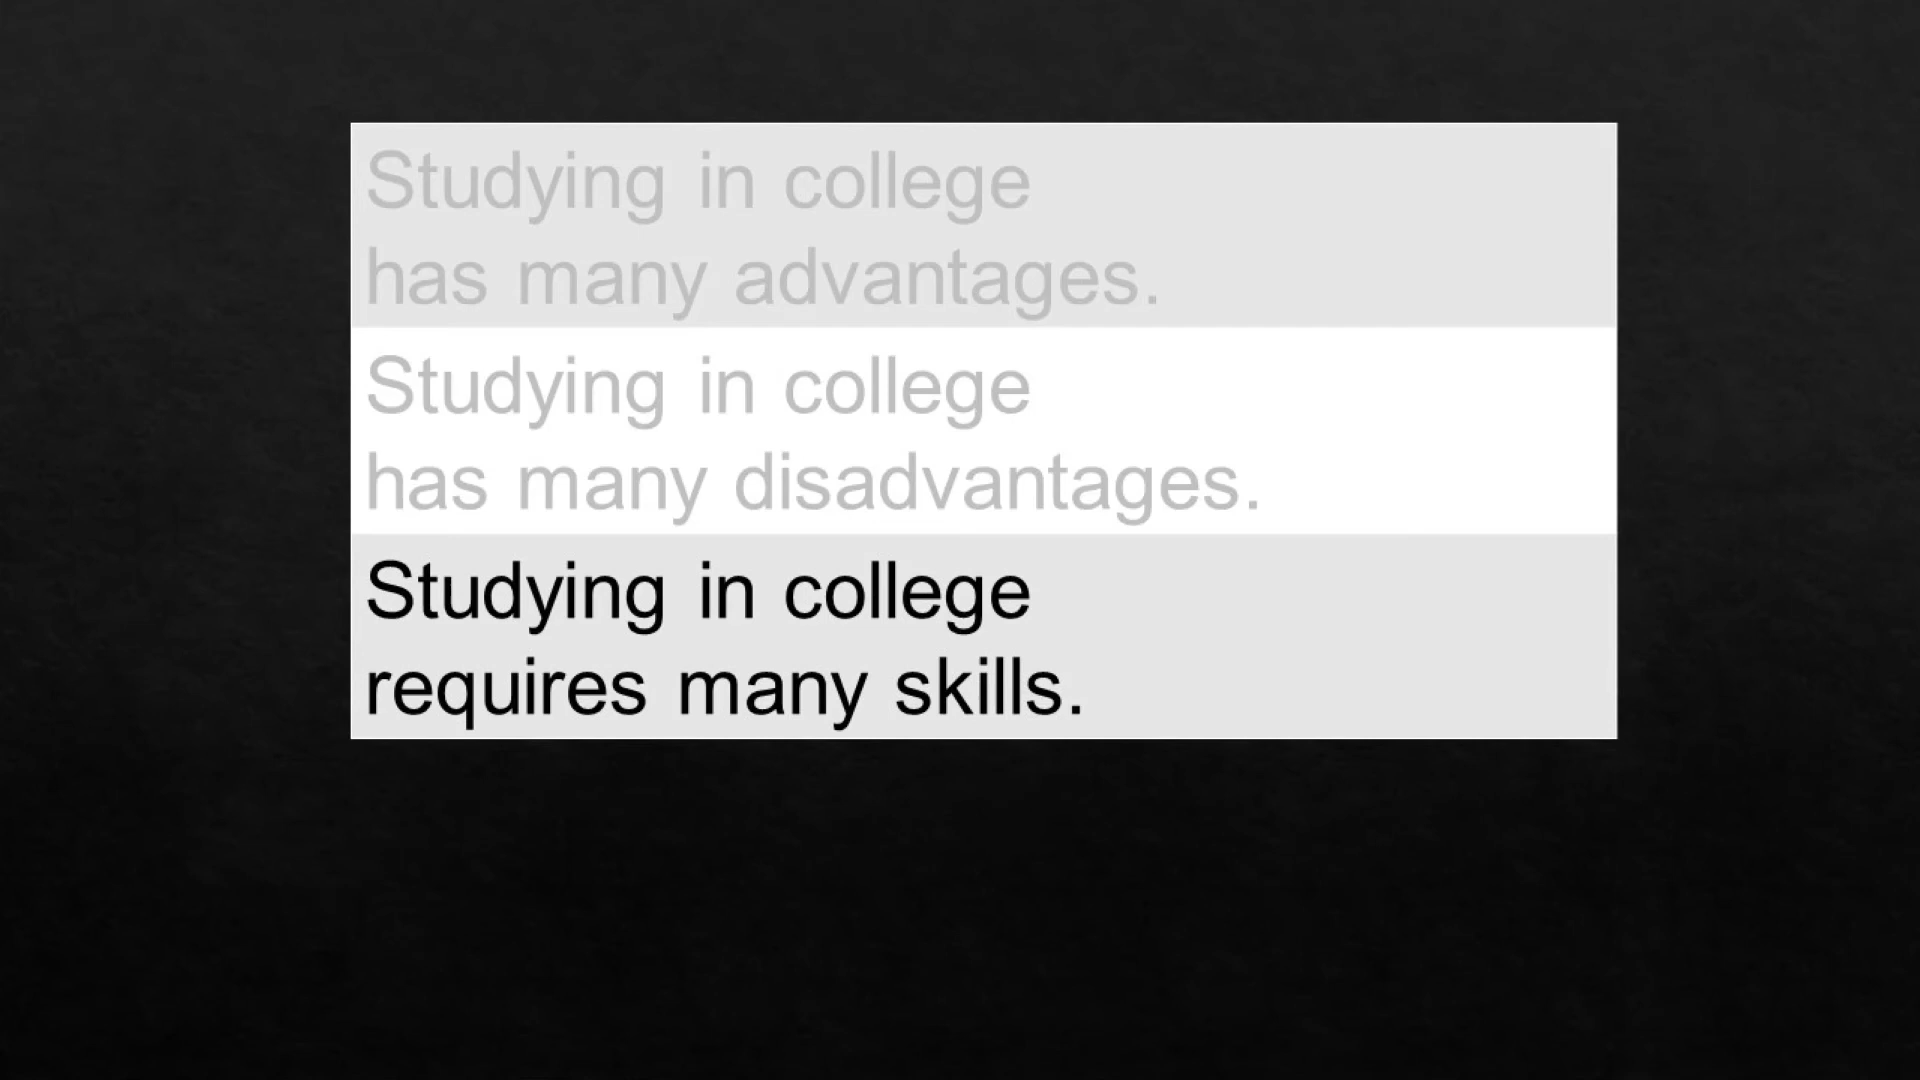 Studying in college
has many advantages.
Studying in college
has many disadvantages.
Studying in college
requires many skills.